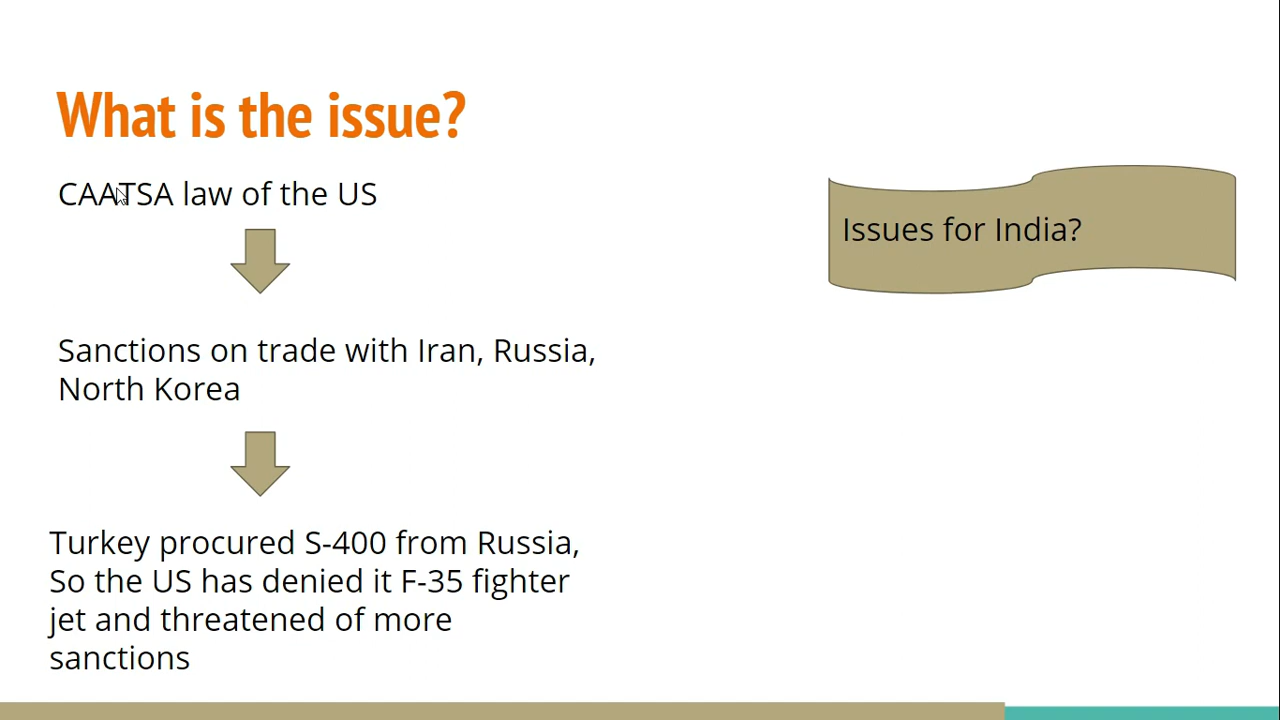 What is the issue?
CAATSA law of the US
Issues for India?
Sanctions on trade with Iran, Russia,
North Korea
Turkey procured S-400 from Russia,
So the US has denied it F-35 fighter
jet and threatened of more
sanctions